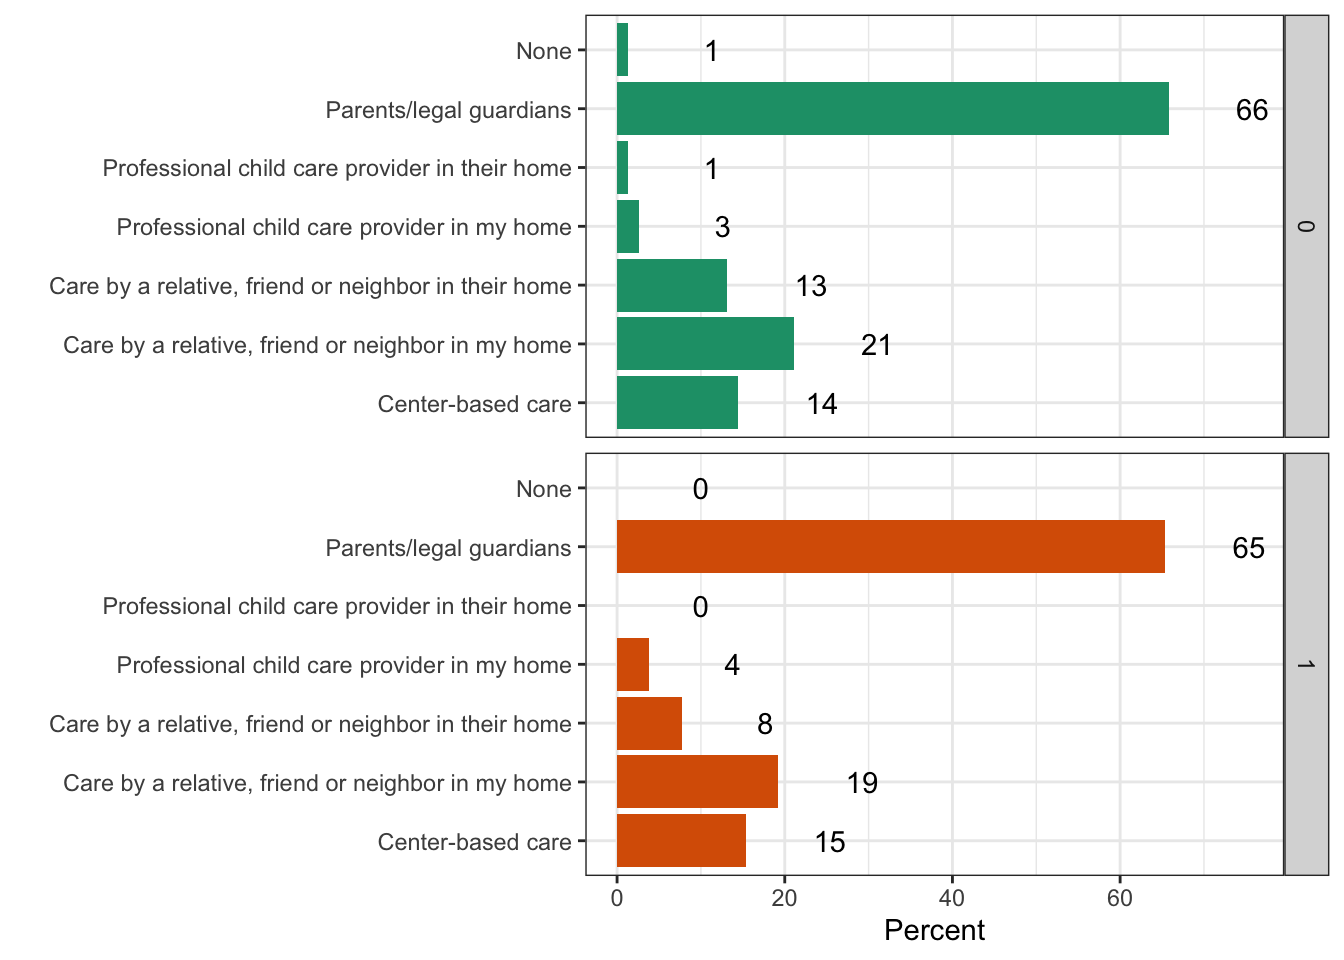 None 1
Parents/legal guardians 66
Professional child care provider in their home 1
Professional child care provider in my home 3
Care by a relative, friend or neighbor in their home 13
Care by a relative, friend or neighbor in my home 21
Center-based care 14
0
None 0
Parents/legal guardians 65
Professional child care provider in their home 0
Professional child care provider in my home 4
Care by a relative, friend or neighbor in their home 8
Care by a relative, friend or neighbor in my home 19
Center-based care 15
1
0 20 40 60
Percent